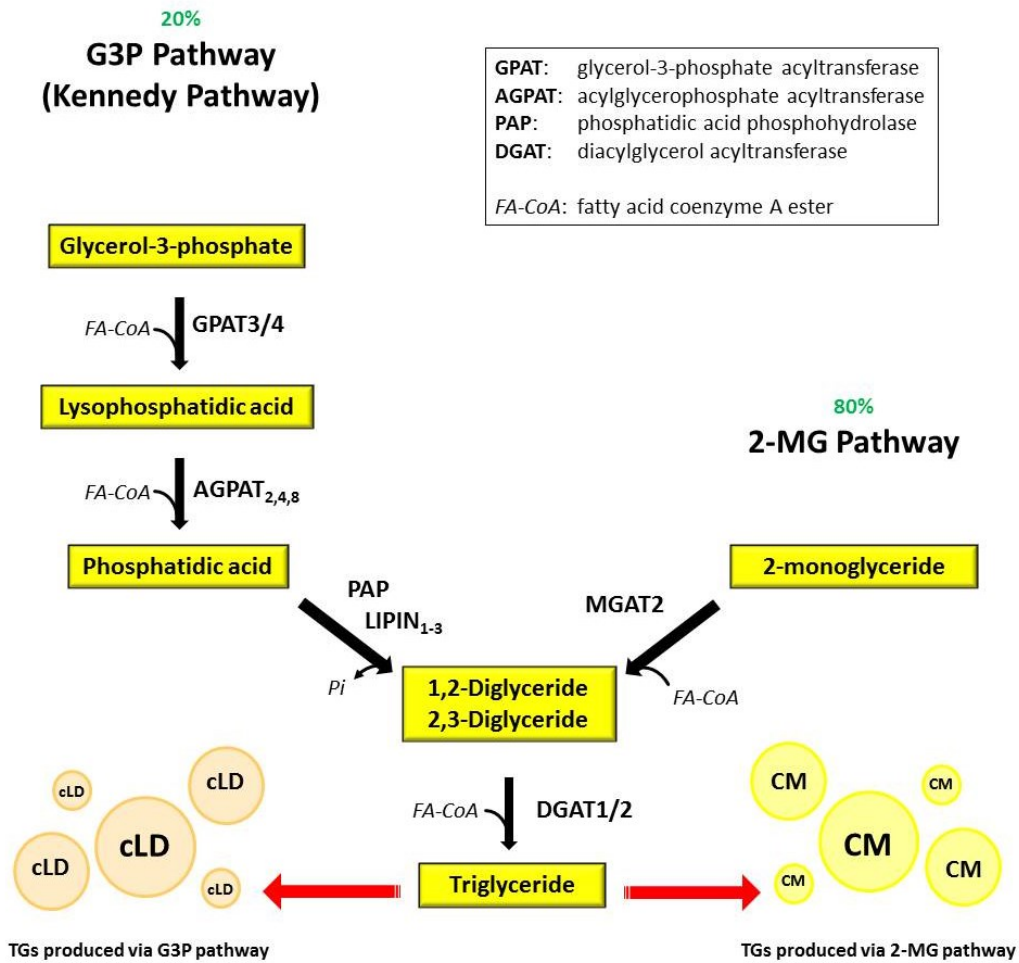 20%
G3P Pathway
(Kennedy Pathway)
GPAT: glycerol-3-phosphate acyltransferase
AGPAT: acylglycerophosphate acyltransferase
PAP: phosphatidic acid phosphohydrolase
DGAT: diacylglycerol acyltransferase
FA-CoA: fatty acid coenzyme A ester
Glycerol-3-phosphate
FA-CoA
GPAT3/4
Lysophosphatidic acid
FA-CoA
AGPAT2,4,8
Phosphatidic acid
80%
2-MG Pathway
2-monoglyceride
PAP
LIPIN1-3
Pi
MGAT2
FA-CoA
1,2-Diglyceride
2,3-Diglyceride
FA-CoA
DGAT1/2
Triglyceride
cLD
cLD
cLD
cLD
cLD
TGs produced via G3P pathway
CM
CM
CM
CM
CM
TGs produced via 2-MG pathway